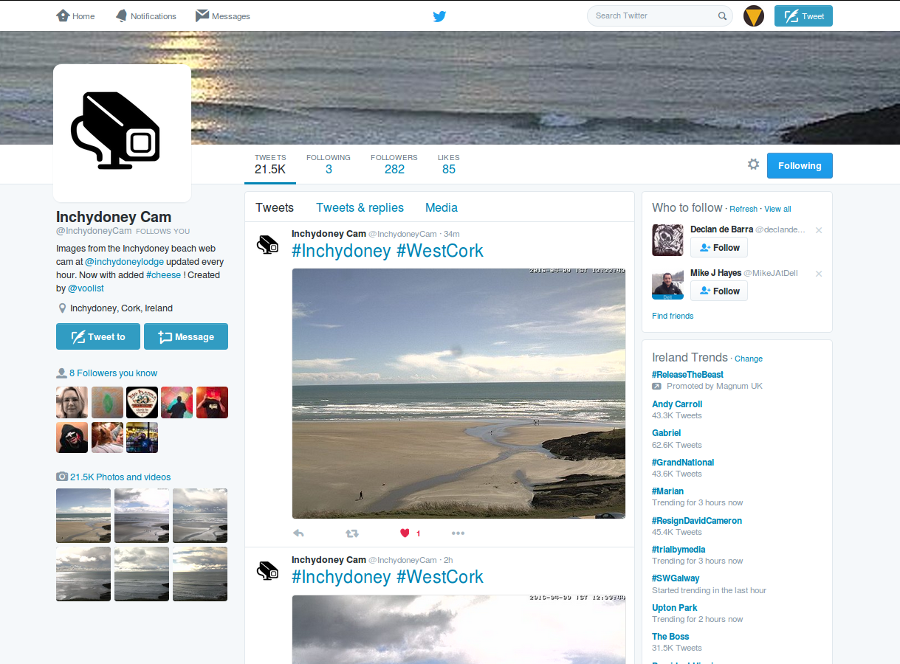 Home
Notifications
Messages
Search Twitter
Tweet
TWEETS
21.5K
FOLLOWING
3
FOLLOWERS
282
LIKES
85
Following
Inchydoney Cam
@InchydoneyCam FOLLOWS YOU
Images from the Inchydoney beach web
cam at @inchydoneylodge updated every
hour. Now with added #cheese ! Created
by @voolist
Inchydoney, Cork, Ireland
Tweet to
Message
8 Followers you know
21.5K Photos and videos
Tweets
Tweets & replies
Media
Inchydoney Cam @InchydoneyCam · 34m
#Inchydoney #WestCork
1
Inchydoney Cam @InchydoneyCam · 2h
#Inchydoney #WestCork
Who to follow · Refresh · View all
Declan de Barra @declande...
Follow
Mike J Hayes @MikeJAtDell
Follow
Find friends
Ireland Trends · Change
#ReleaseTheBeast
Promoted by Magnum UK
Andy Carroll
43.3K Tweets
Gabriel
62.6K Tweets
#GrandNational
43.6K Tweets
#Marian
Trending for 3 hours now
#ResignDavidCameron
45.4K Tweets
#trialbymedia
Trending for 3 hours now
#SWGalway
Started trending in the last hour
Upton Park
Trending for 2 hours now
The Boss
31.5K Tweets